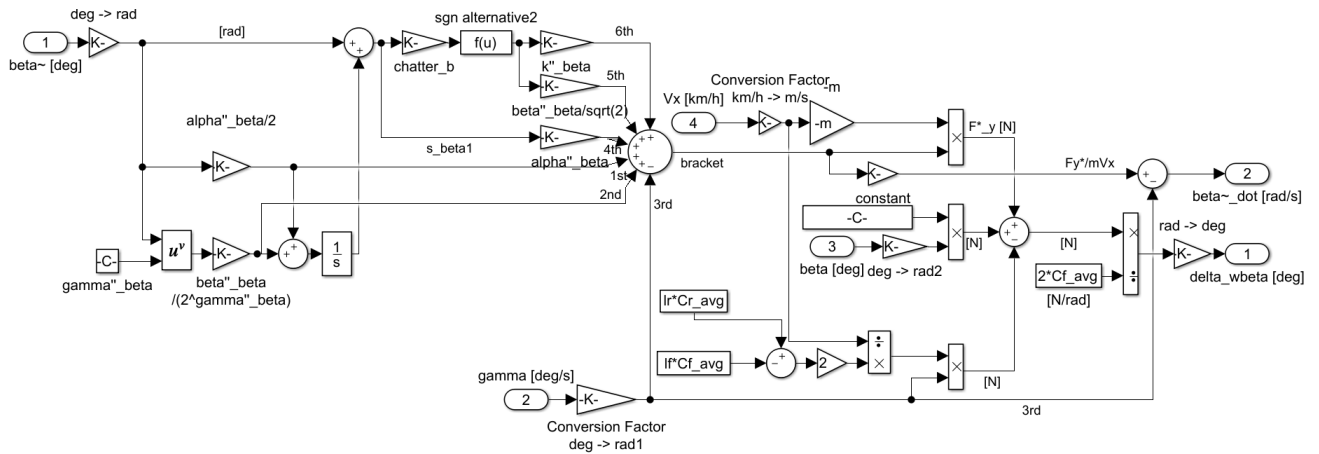 deg -> rad
1
beta~ [deg]
K-
[rad]
+
+
K-
chatter_b
sgn alternative2
f(u)
K-
k''_beta
6th
-K-
5th
beta''_beta/sqrt(2)
alpha''_beta/2
K-
s_beta1
-K-
alpha''_beta
4th
1st
2nd
3rd
+
+
+
+
+
−
bracket
-C-
gamma''_beta
u^v
K-
beta''_beta
/(2^gamma''_beta)
+
+
1
s
Conversion Factor
km/h -> m/s
Vx [km/h]
4
K-
-m
-m
×
F*_y [N]
K-
Fy*/mVx
+
−
2
beta~_dot [rad/s]
constant
-C-
3
beta [deg]
K-
deg -> rad2
×
[N]
+
+
−
[N]
×
÷
2*Cf_avg
[N/rad]
rad -> deg
K-
1
delta_wbeta [deg]
lr*Cr_avg
lf*Cf_avg
+
−
2
÷
×
×
[N]
gamma [deg/s]
2
-K-
Conversion Factor
deg -> rad1
3rd